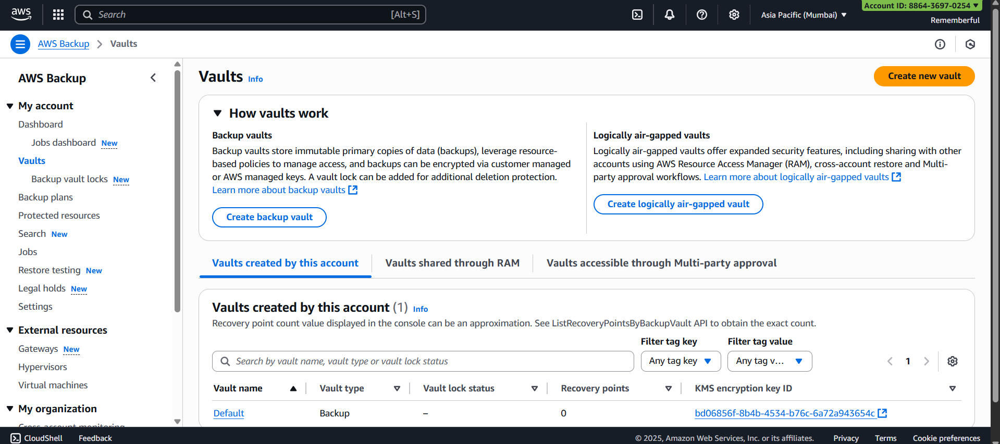 aws
Search
[Alt+S]
Asia Pacific (Mumbai)
Account ID: 8864-3697-0254
Rememberful
AWS Backup
Vaults
AWS Backup
My account
Dashboard
Jobs dashboard New
Vaults
Backup vault locks New
Backup plans
Protected resources
Search New
Jobs
Restore testing New
Legal holds New
Settings
External resources
Gateways New
Hypervisors
Virtual machines
My organization
Cross-account monitoring
Vaults Info
Create new vault
How vaults work
Backup vaults
Backup vaults store immutable primary copies of data (backups), leverage resource-
based policies to manage access, and backups can be encrypted via customer managed
or AWS managed keys. A vault lock can be added for additional deletion protection.
Learn more about backup vaults
Create backup vault
Logically air-gapped vaults
Logically air-gapped vaults offer expanded security features, including sharing with other
accounts using AWS Resource Access Manager (RAM), cross-account restore and Multi-
party approval workflows. Learn more about logically air-gapped vaults
Create logically air-gapped vault
Vaults created by this account
Vaults shared through RAM
Vaults accessible through Multi-party approval
Vaults created by this account (1) Info
Recovery point count value displayed in the console can be an approximation. See ListRecoveryPointsByBackupVault API to obtain the exact count.
Filter tag key
Filter tag value
Search by vault name, vault type or vault lock status
Any tag key
Any tag v...
1
Vault name
Vault type
Vault lock status
Recovery points
KMS encryption key ID
Default
Backup
–
0
bd06856f-8b4b-4534-b76c-6a72a943654c
CloudShell
Feedback
© 2025, Amazon Web Services, Inc. or its affiliates.
Privacy
Terms
Cookie preferences